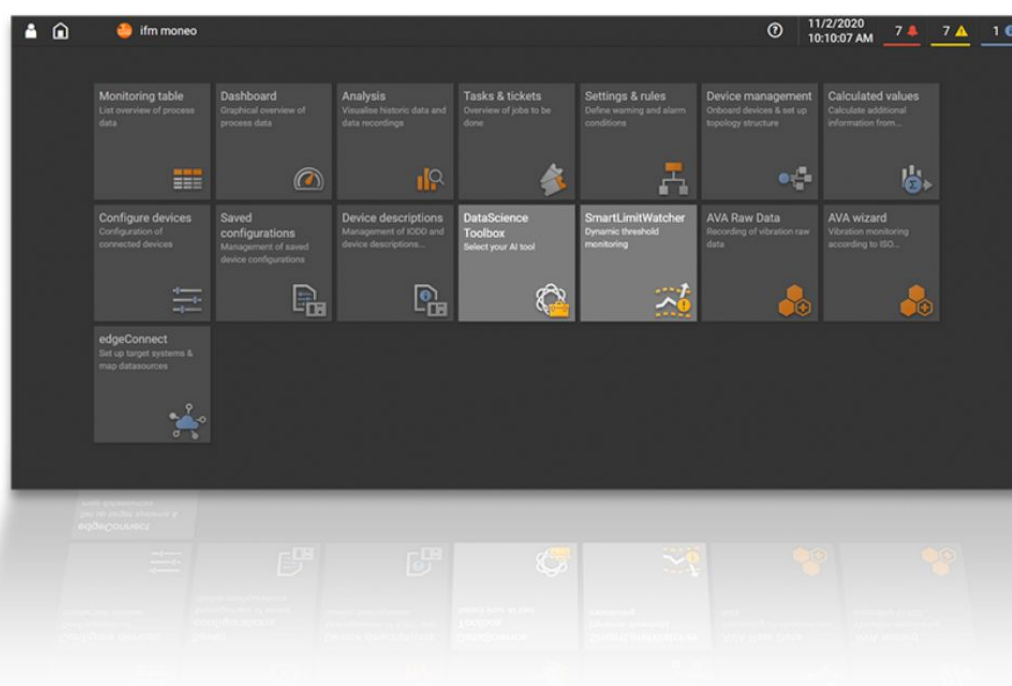 ifm moneo
11/2/2020
10:10:07 AM
7
7
1
Monitoring table
List overview of process
data
Dashboard
Graphical overview of
process data
Analysis
Visualise historic data and
data recordings
Tasks & tickets
Overview of jobs to be
done
Settings & rules
Define warning and alarm
conditions
Device management
Onboard devices & set up
topology structure
Calculated values
Calculate additional
information from...
Configure devices
Configuration of
connected devices
Saved
configurations
Management of saved
device configurations
Device descriptions
Management of IODD and
device descriptions...
DataScience
Toolbox
Select your AI tool
SmartLimitWatcher
Dynamic threshold
monitoring
AVA Raw Data
Recording of vibration raw
data
AVA wizard
Vibration monitoring
according to ISO...
edgeConnect
Set up target systems &
map datasources